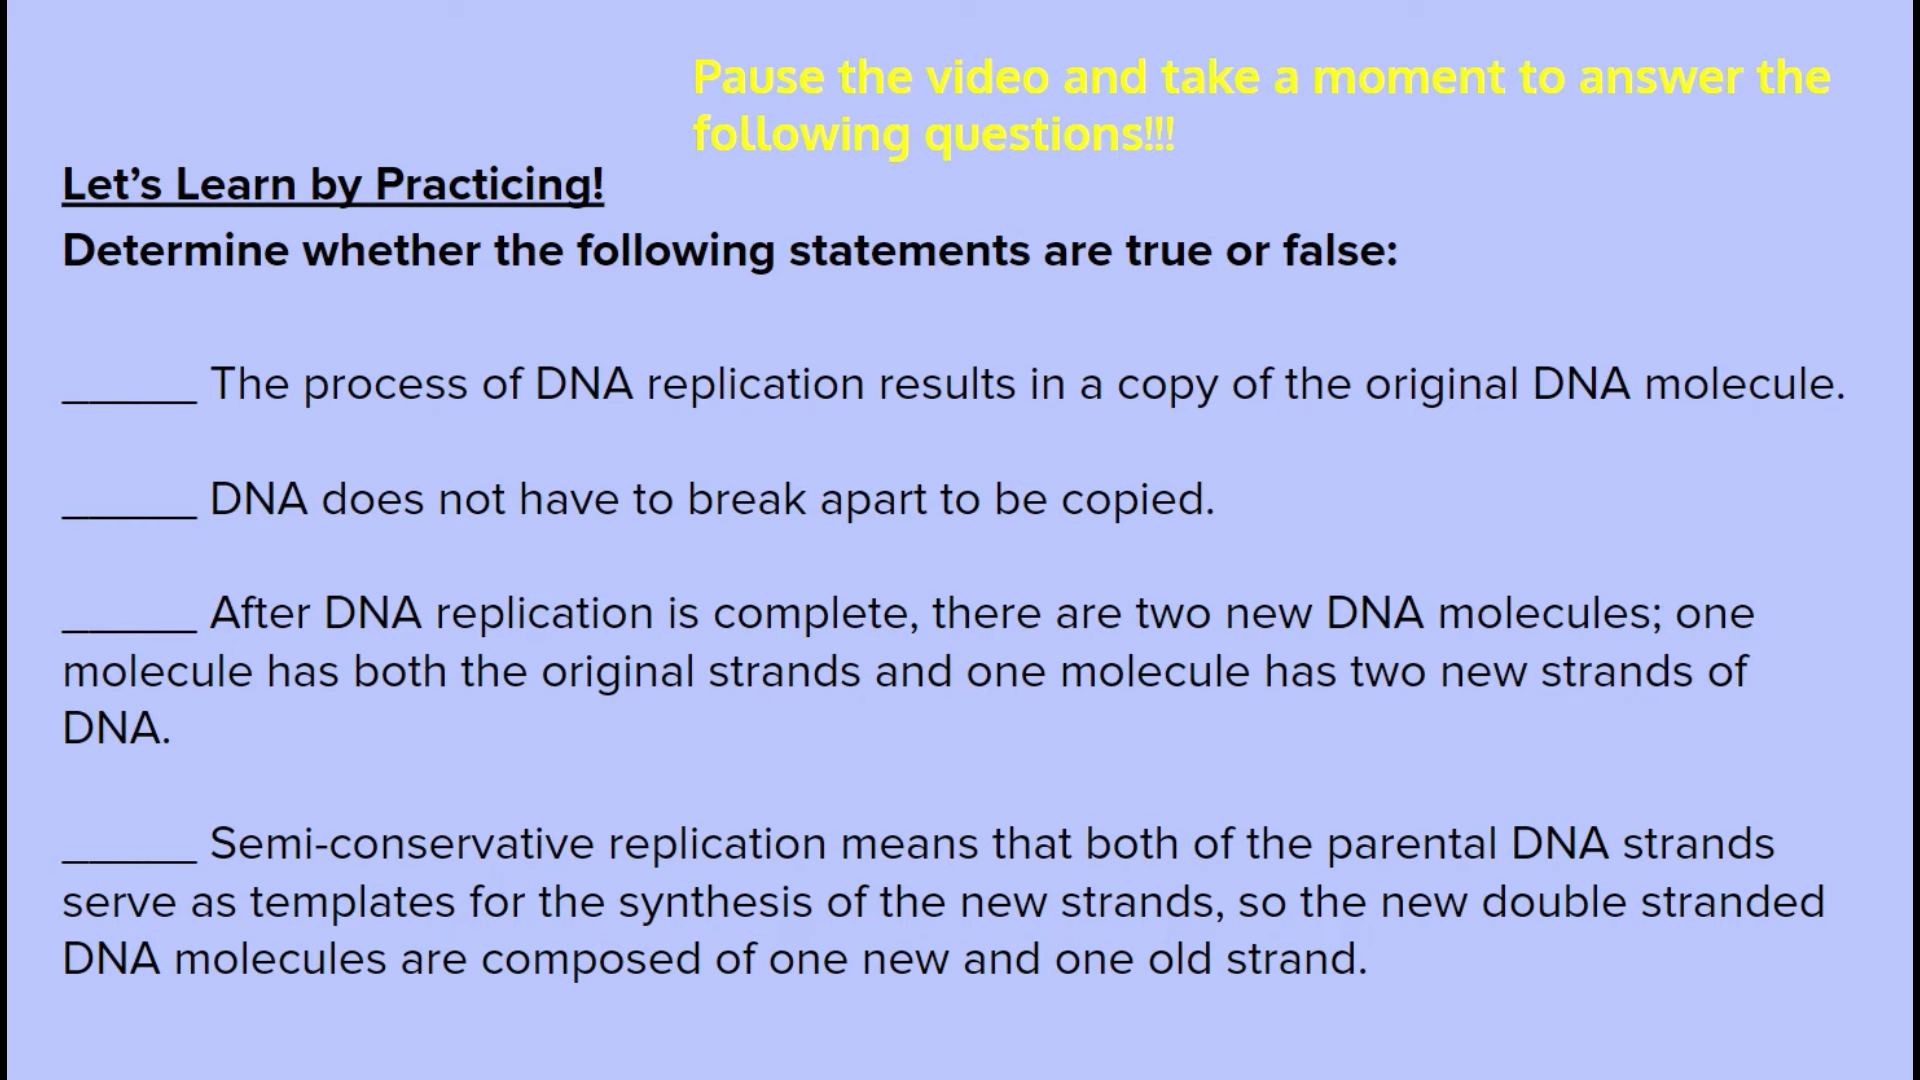 Pause the video and take a moment to answer the
following questions!!!
Let’s Learn by Practicing!
Determine whether the following statements are true or false:
_____ The process of DNA replication results in a copy of the original DNA molecule.
_____ DNA does not have to break apart to be copied.
_____ After DNA replication is complete, there are two new DNA molecules; one
molecule has both the original strands and one molecule has two new strands of
DNA.
_____ Semi-conservative replication means that both of the parental DNA strands
serve as templates for the synthesis of the new strands, so the new double stranded
DNA molecules are composed of one new and one old strand.